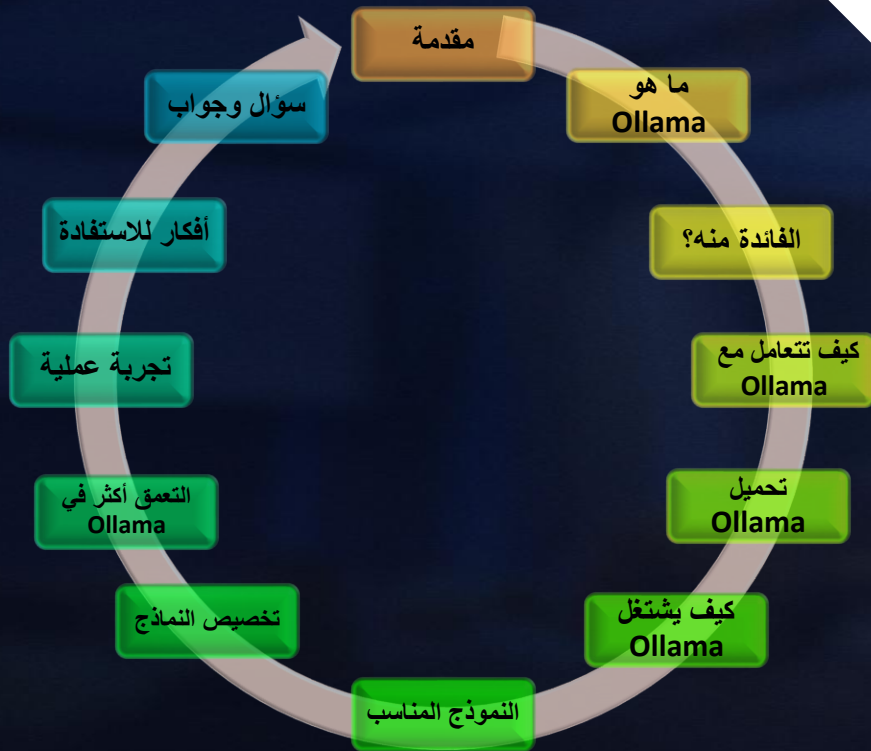 مقدمة
ما هو
Ollama
الفائدة منه؟
كيف تتعامل مع
Ollama
تحميل
Ollama
كيف يشتغل
Ollama
النموذج المناسب
تخصيص النماذج
التعمق أكثر في
Ollama
تجربة عملية
أفكار للاستفادة
سؤال وجواب